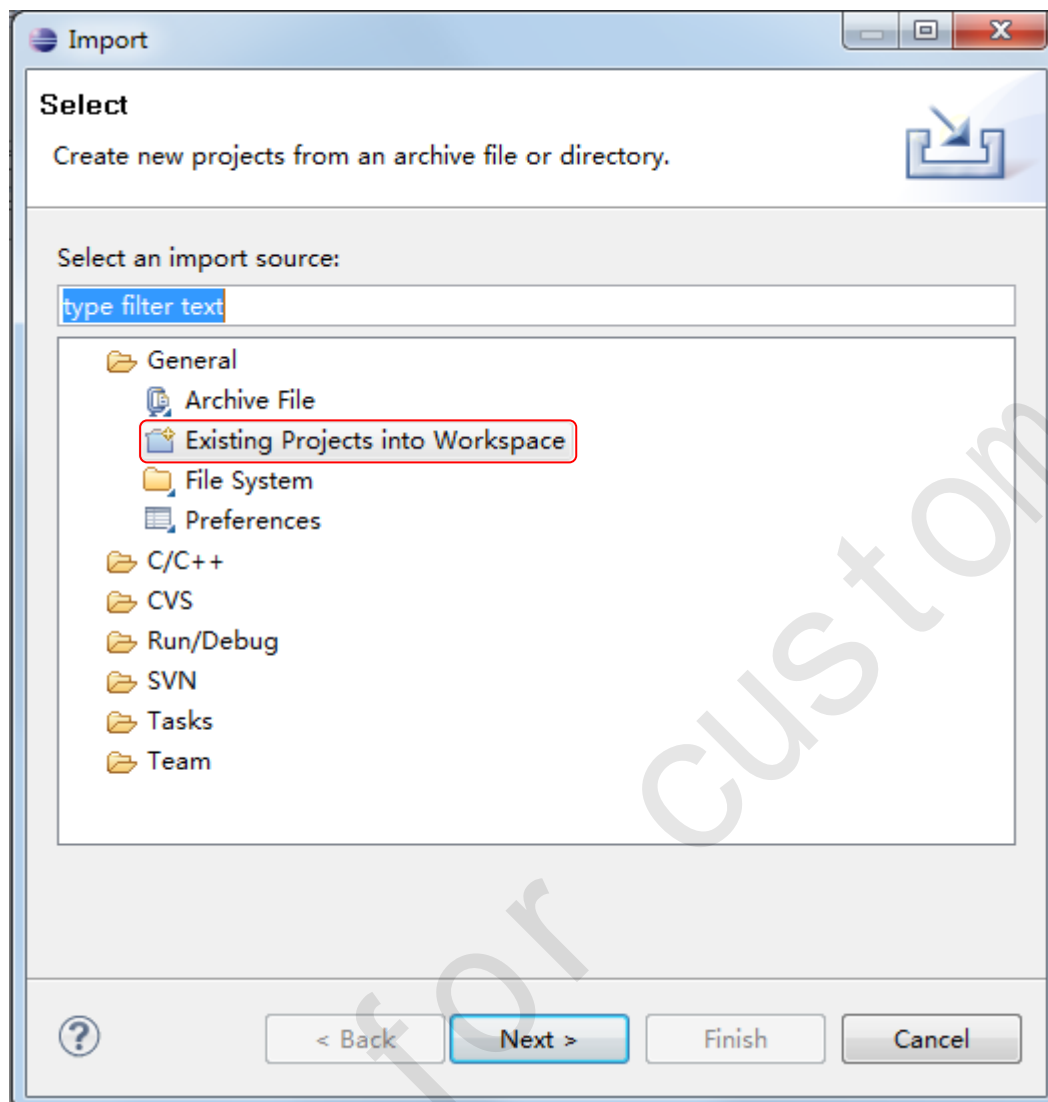 Import
Select
Create new projects from an archive file or directory.
Select an import source:
type filter text
General
Archive File
Existing Projects into Workspace
File System
Preferences
C/C++
CVS
Run/Debug
SVN
Tasks
Team
? < Back Next > Finish Cancel
for custom